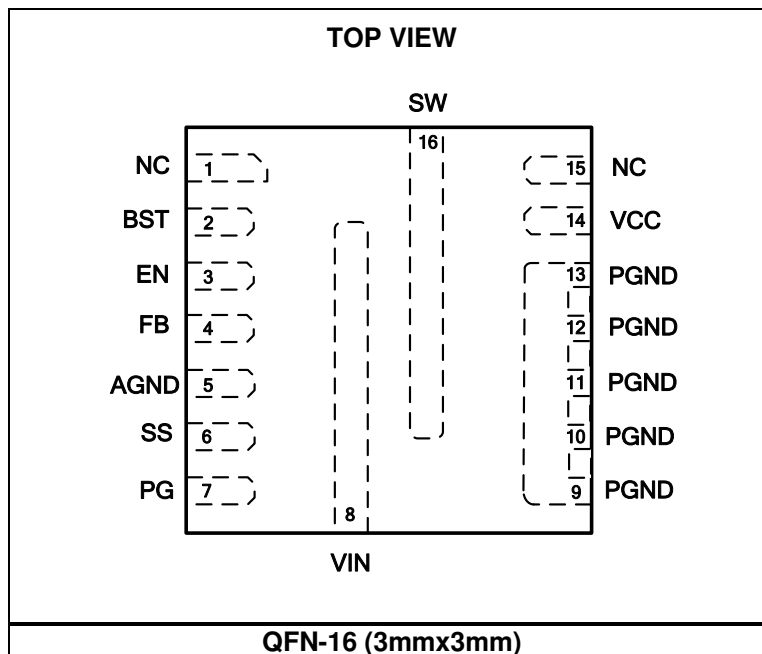 TOP VIEW
SW
16
NC 1 15 NC
BST 2 14 VCC
EN 3 13 PGND
FB 4 12 PGND
AGND 5 11 PGND
SS 6 10 PGND
PG 7 9 PGND
8
VIN
QFN-16 (3mmx3mm)